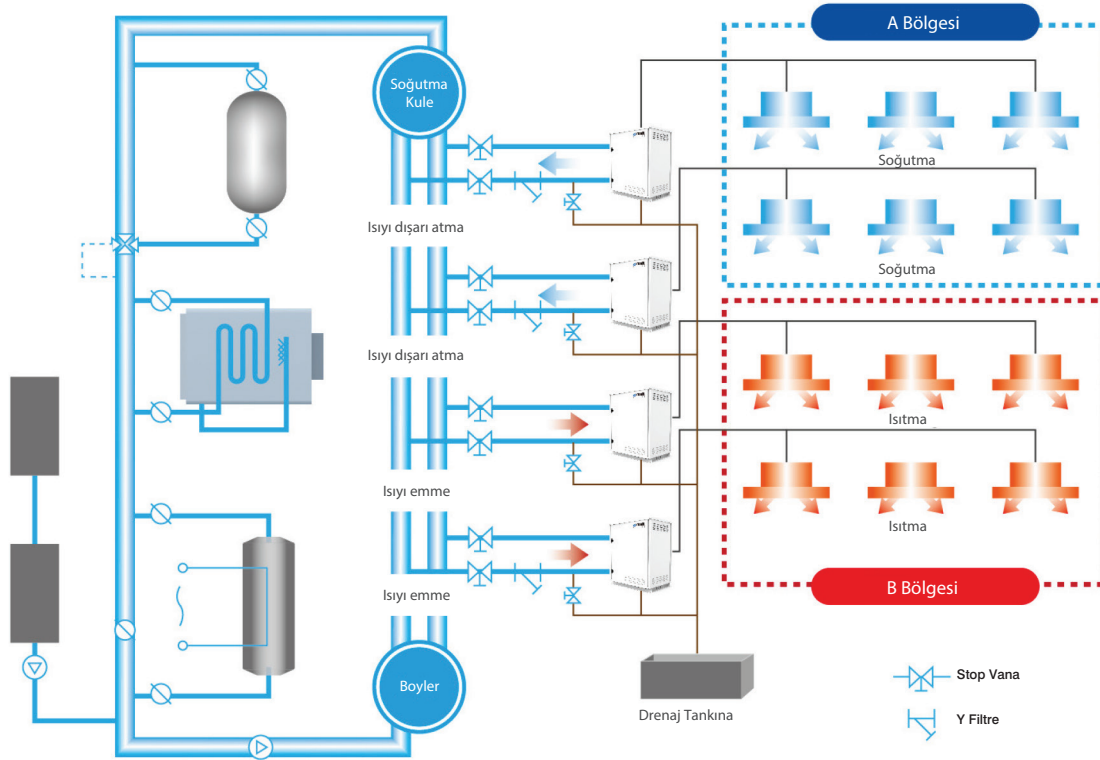 A Bölgesi
Soğutma
Kule
Soğutma
Isıyı dışarı atma
Soğutma
Isıyı dışarı atma
Isıtma
Isıyı emme
Isıtma
Isıyı emme
B Bölgesi
Boyler
Drenaj Tankına
Stop Vana
Y Filtre